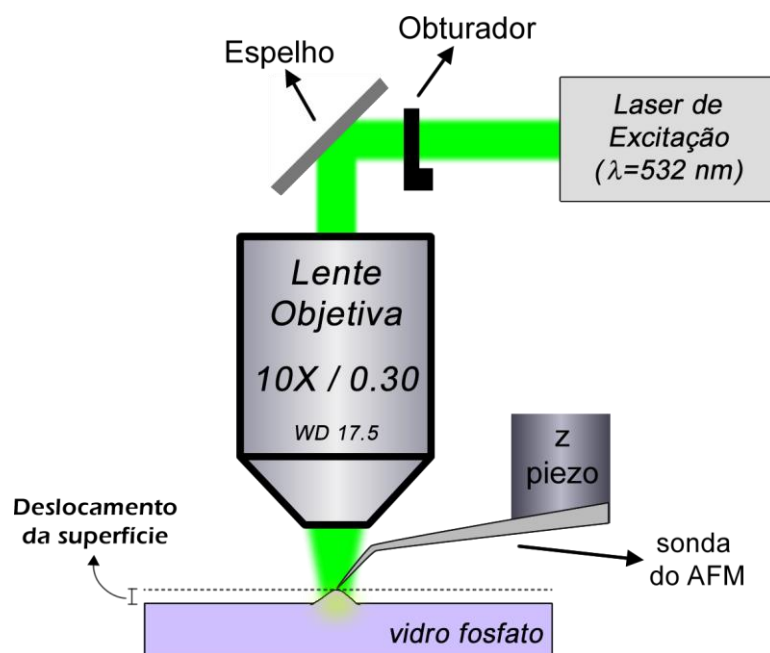 Espelho
Obturador
Laser de
Excitação
(λ=532 nm)
Lente
Objetiva
10X / 0.30
WD 17.5
z
piezo
Deslocamento
da superfície
sonda
do AFM
vidro fosfato